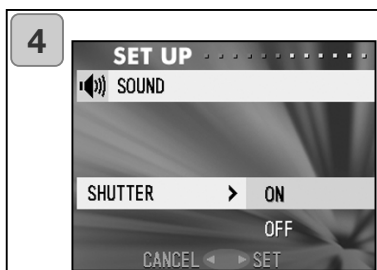 4
SET UP
SOUND
SHUTTER > ON
OFF
CANCEL SET